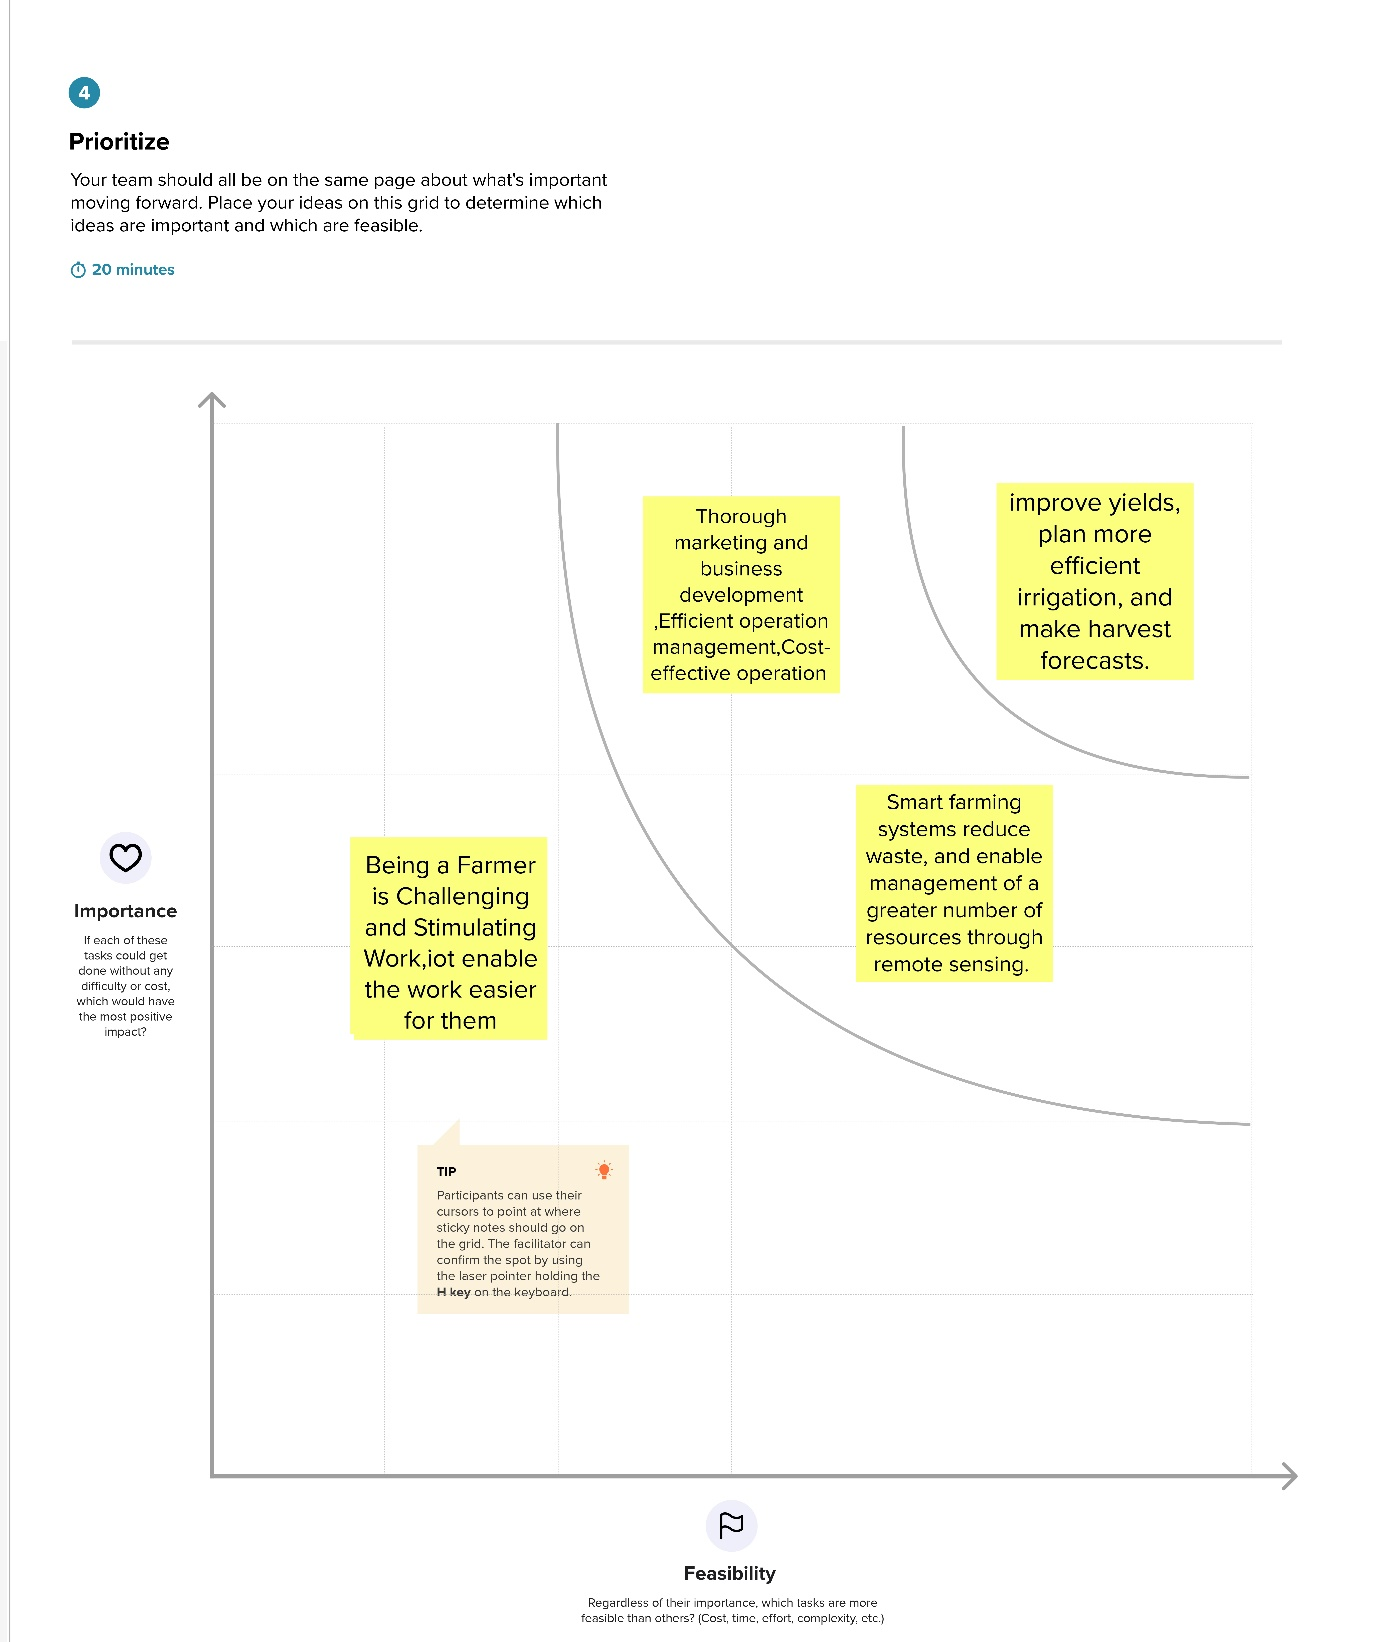 4
Prioritize
Your team should all be on the same page about what's important
moving forward. Place your ideas on this grid to determine which
ideas are important and which are feasible.
20 minutes
improve yields,
plan more
efficient
irrigation, and
make harvest
forecasts.
Thorough
marketing and
business
development
,Efficient operation
management,Cost-
effective operation
Smart farming
systems reduce
waste, and enable
management of a
greater number of
resources through
remote sensing.
Being a Farmer
is Challenging
and Stimulating
Work,iot enable
the work easier
for them
Importance
If each of these
tasks could get
done without any
difficulty or cost,
which would have
the most positive
impact?
TIP
Participants can use their
cursors to point at where
sticky notes should go on
the grid. The facilitator can
confirm the spot by using
the laser pointer holding the
H key on the keyboard.
Feasibility
Regardless of their importance, which tasks are more
feasible than others? (Cost, time, effort, complexity, etc.)